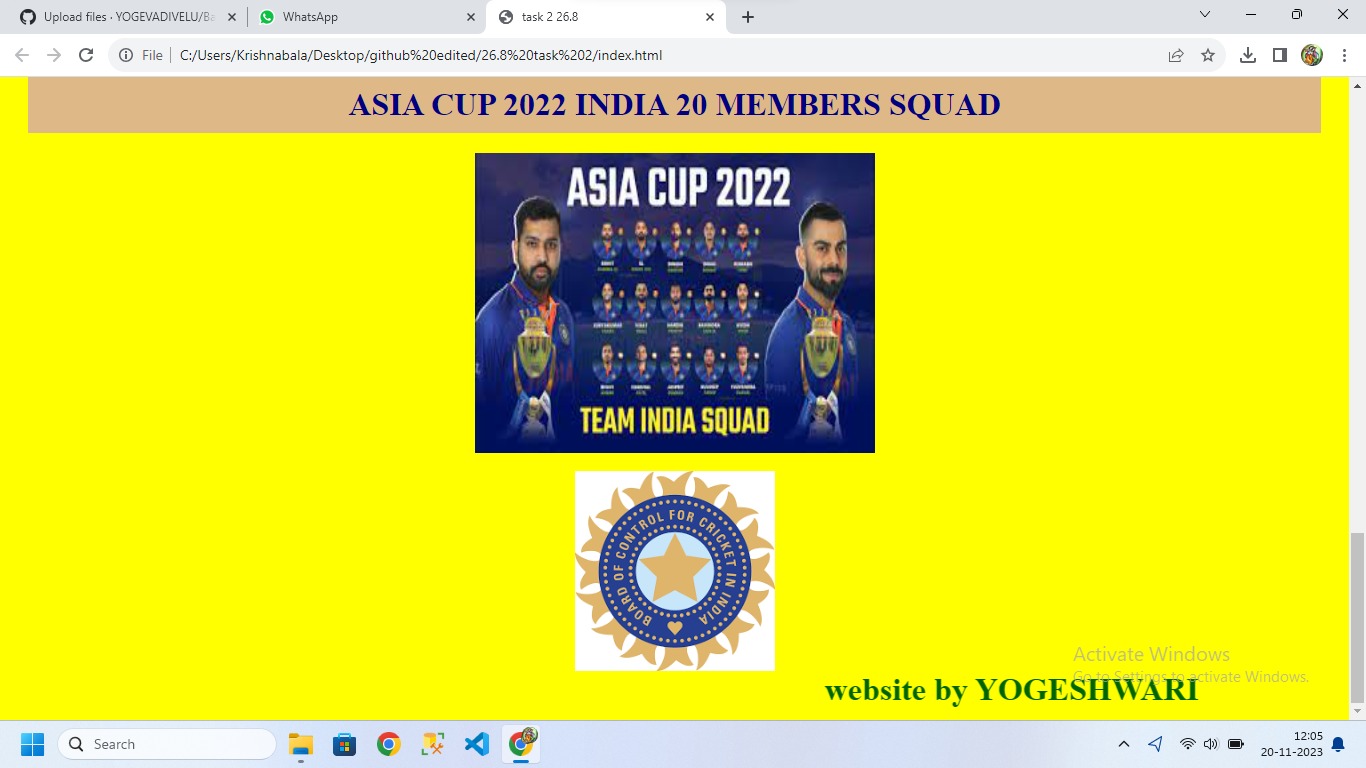 Upload files · YOGEVADIVELU/Ba
WhatsApp
task 2 26.8
File
C:/Users/Krishnabala/Desktop/github%20edited/26.8%20task%202/index.html
ASIA CUP 2022 INDIA 20 MEMBERS SQUAD
ASIA CUP 2022
TEAM INDIA SQUAD
BOARD OF CONTROL FOR CRICKET IN INDIA
Activate Windows
Go to Settings to activate Windows.
website by YOGESHWARI
Search
12:05
20-11-2023